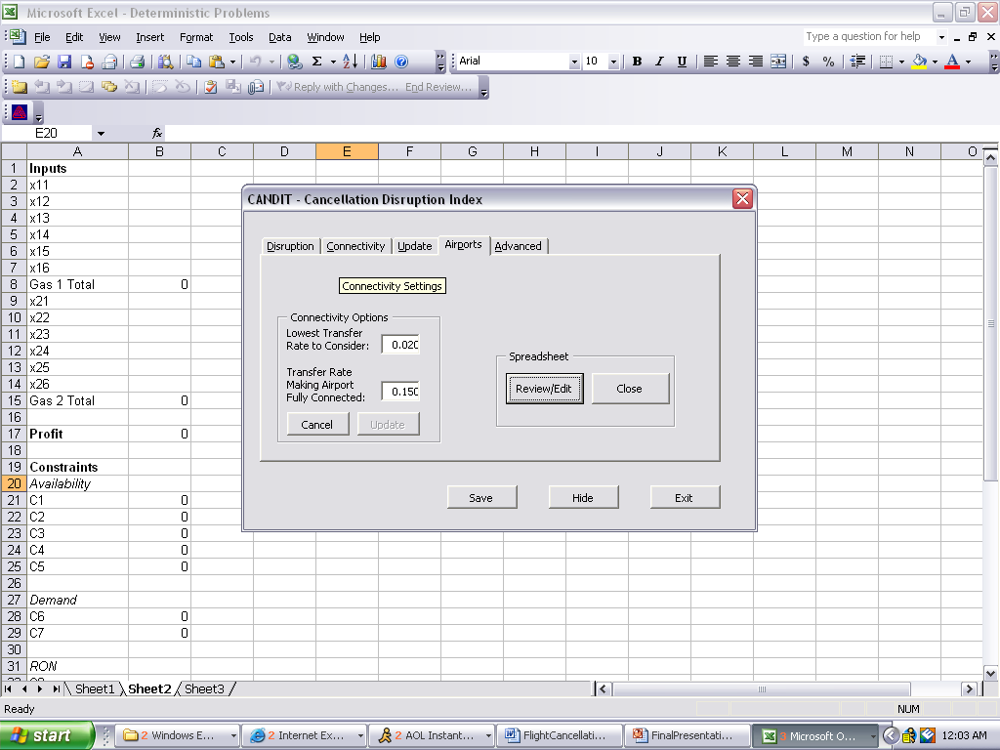 Microsoft Excel - Deterministic Problems
File Edit View Insert Format Tools Data Window Help
Type a question for help
Arial 10 B I U $ %
Reply with Changes... End Review...
E20 fx
A B C D E F G H I J K L M N O
1 Inputs
2 x11
3 x12
4 x13
5 x14
6 x15
7 x16
8 Gas 1 Total 0
9 x21
10 x22
11 x23
12 x24
13 x25
14 x26
15 Gas 2 Total 0
16
17 Profit 0
18
19 Constraints
20 Availability
21 C1 0
22 C2 0
23 C3 0
24 C4 0
25 C5 0
26
27 Demand
28 C6 0
29 C7 0
30
31 RON
CANDIT - Cancellation Disruption Index
Disruption Connectivity Update Airports Advanced
Connectivity Settings
Connectivity Options
Lowest Transfer
Rate to Consider: 0.020
Transfer Rate
Making Airport
Fully Connected: 0.150
Cancel Update
Spreadsheet
Review/Edit Close
Save Hide Exit
Sheet1 Sheet2 Sheet3
Ready NUM
start 2 Windows E... 2 Internet Ex... 2 AOL Instant... FlightCancellati... FinalPresentati... 3 Microsoft O... 12:03 AM